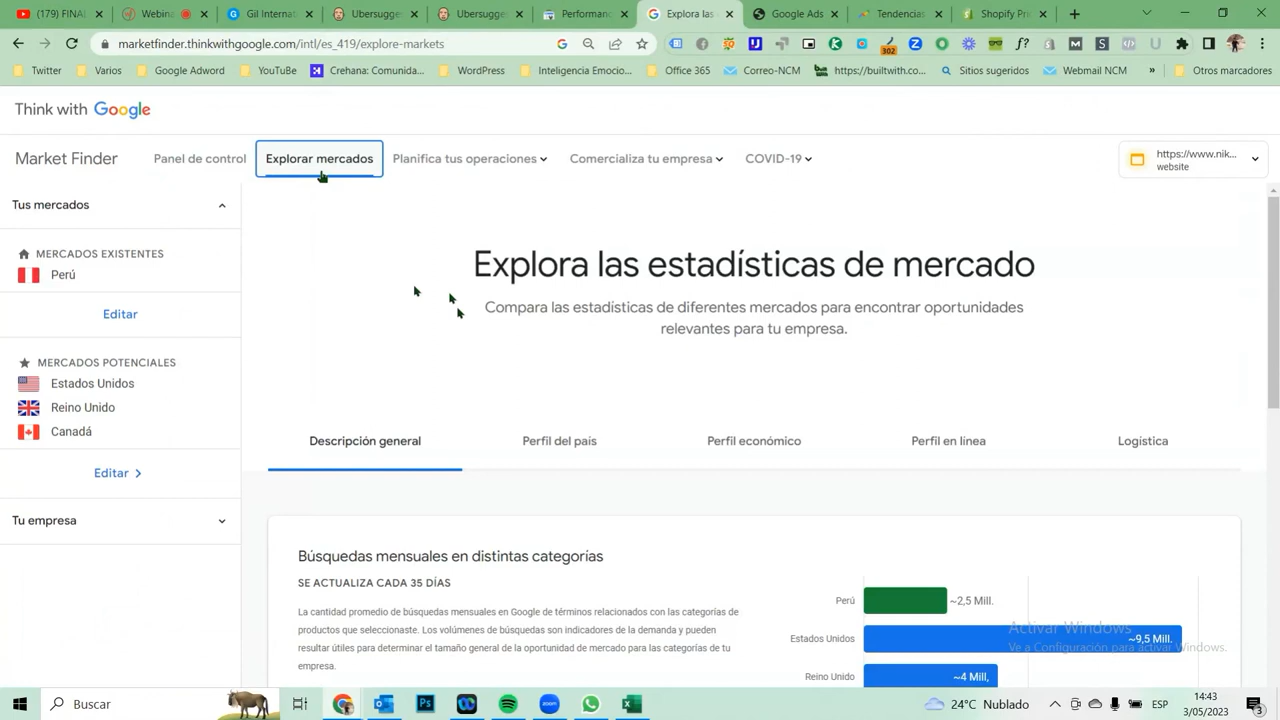 (1) FINAL
Webina
Gil Internat
Ubersugges
Ubersugges
Performanc
Explora las
Google Ads
Tendencias
Shopify Pri
marketfinder.thinkwithgoogle.com/intl/es_419/explore-markets
302
Twitter
Varios
Google Adword
YouTube
Crehana: Comunida...
WordPress
Inteligencia Emocio...
Office 365
Correo-NCM
https://builtwith.co...
Sitios sugeridos
Webmail NCM
»
Otros marcadores
Think with Google
Market Finder
Panel de control
Explorar mercados
Planifica tus operaciones
Comercializa tu empresa
COVID-19
https://www.nik...
website
Tus mercados
MERCADOS EXISTENTES
Perú
Editar
MERCADOS POTENCIALES
Estados Unidos
Reino Unido
Canadá
Editar
Tu empresa
Explora las estadísticas de mercado
Compara las estadísticas de diferentes mercados para encontrar oportunidades
relevantes para tu empresa.
Descripción general
Perfil del país
Perfil económico
Perfil en línea
Logística
Búsquedas mensuales en distintas categorías
SE ACTUALIZA CADA 35 DÍAS
La cantidad promedio de búsquedas mensuales en Google de términos relacionados con las categorías de
productos que seleccionaste. Los volúmenes de búsquedas son indicadores de la demanda y pueden
resultar útiles para determinar el tamaño general de la oportunidad de mercado para las categorías de tu
empresa.
Perú
~2,5 Mill.
Estados Unidos
~9,5 Mill.
Reino Unido
~4 Mill,
Activar Windows
Ve a Configuración para activar Windows.
Buscar
24°C Nublado
ESP
14:43
3/05/2023
3